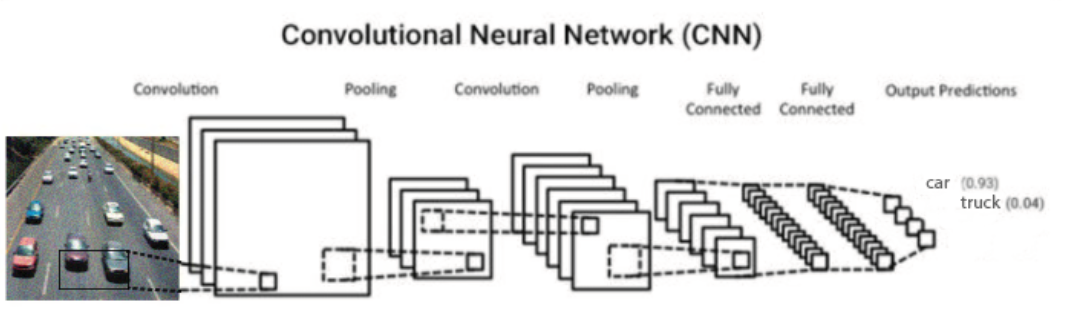 Convolutional Neural Network (CNN)
Convolution
Pooling
Convolution
Pooling
Fully
Connected
Fully
Connected
Output Predictions
car (0.93)
truck (0.04)